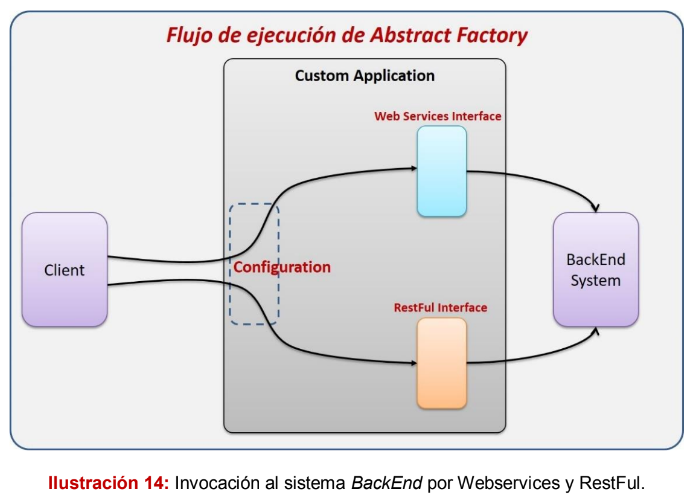 Flujo de ejecución de Abstract Factory
Custom Application
Web Services Interface
Client
Configuration
BackEnd
System
RestFul Interface
Ilustración 14: Invocación al sistema BackEnd por Webservices y RestFul.